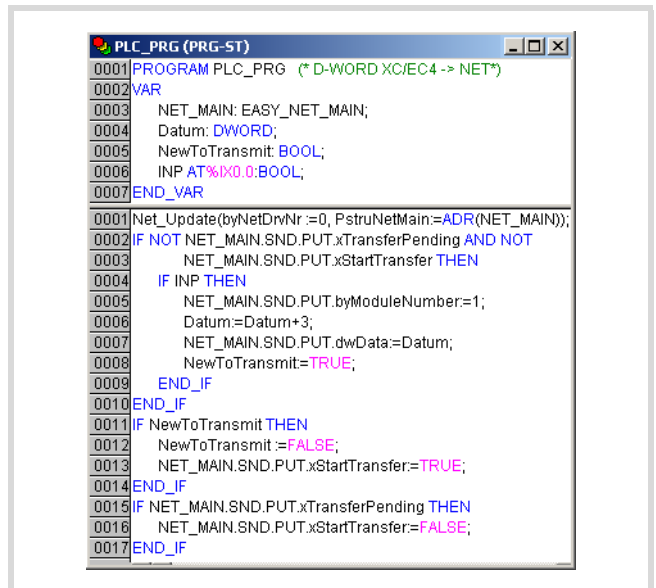 PLC_PRG (PRG-ST)
0001 PROGRAM PLC_PRG (* D-WORD XC/EC4 -> NET*)
0002 VAR
0003 NET_MAIN: EASY_NET_MAIN;
0004 Datum: DWORD;
0005 NewToTransmit: BOOL;
0006 INP AT%IX0.0:BOOL;
0007 END_VAR
0001 Net_Update(byNetDrvNr :=0, PstruNetMain:=ADR(NET_MAIN));
0002 IF NOT NET_MAIN.SND.PUT.xTransferPending AND NOT
0003 NET_MAIN.SND.PUT.xStartTransfer THEN
0004 IF INP THEN
0005 NET_MAIN.SND.PUT.byModuleNumber:=1;
0006 Datum:=Datum+3;
0007 NET_MAIN.SND.PUT.dwData:=Datum;
0008 NewToTransmit:=TRUE;
0009 END_IF
0010 END_IF
0011 IF NewToTransmit THEN
0012 NewToTransmit :=FALSE;
0013 NET_MAIN.SND.PUT.xStartTransfer:=TRUE;
0014 END_IF
0015 IF NET_MAIN.SND.PUT.xTransferPending THEN
0016 NET_MAIN.SND.PUT.xStartTransfer:=FALSE;
0017 END_IF